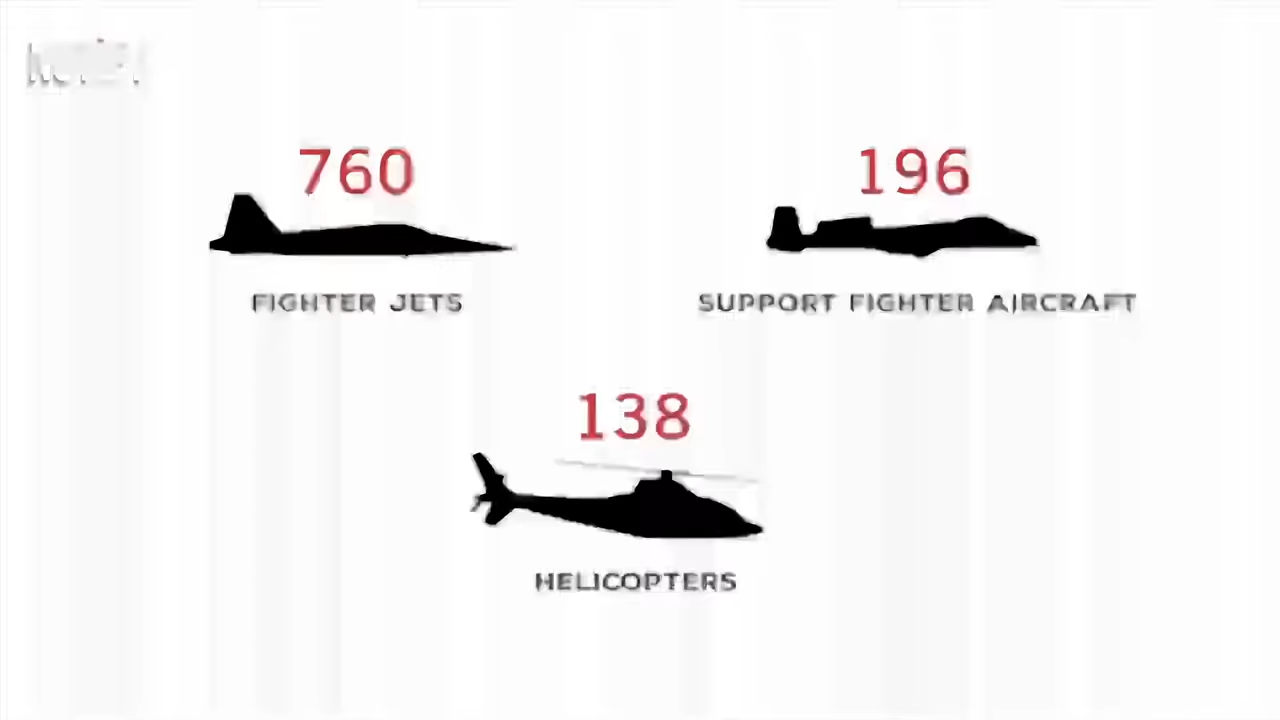 760
196
FIGHTER JETS
SUPPORT FIGHTER AIRCRAFT
138
HELICOPTERS